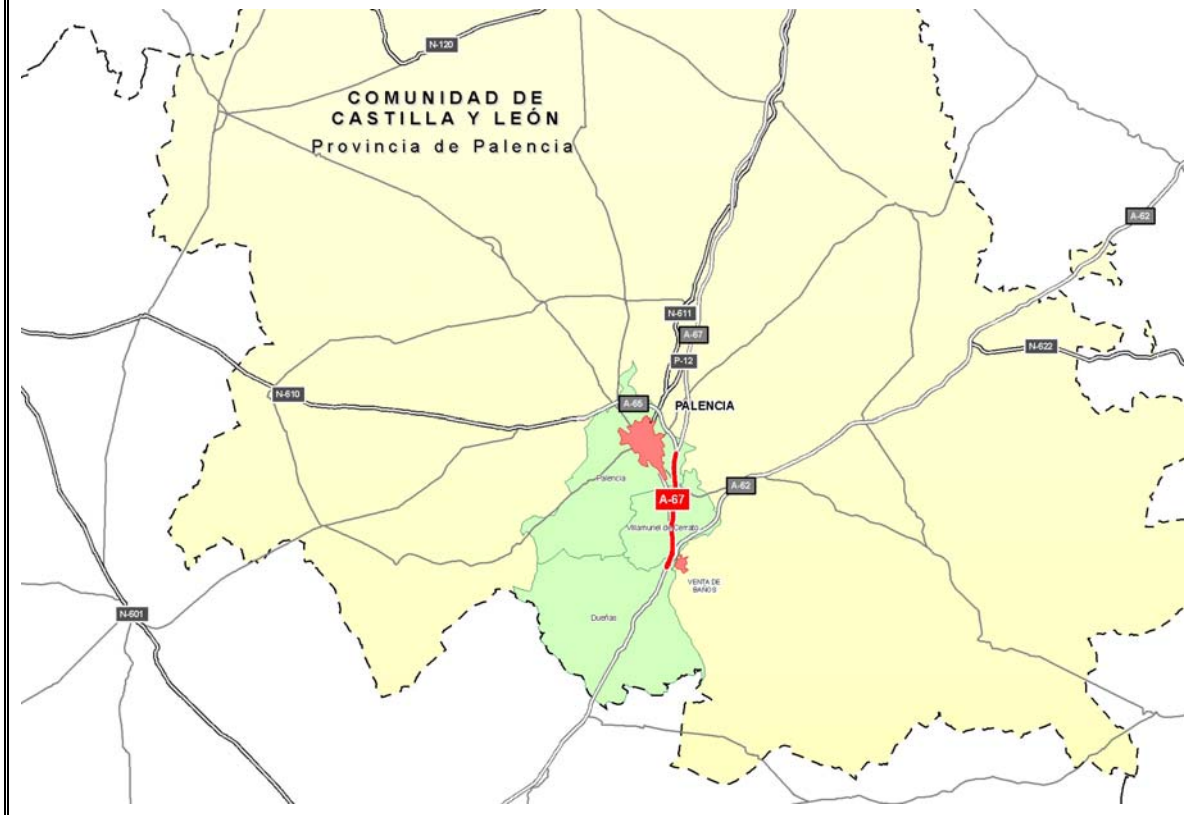 N-120
COMUNIDAD DE
CASTILLA Y LEÓN
Provincia de Palencia
A-62
N-611
A-67
P-12
N-622
N-610
A-65
PALENCIA
Palencia
A-62
A-67
Villamuriel de Cerrato
VENTA DE
BAÑOS
N-601
Dueñas